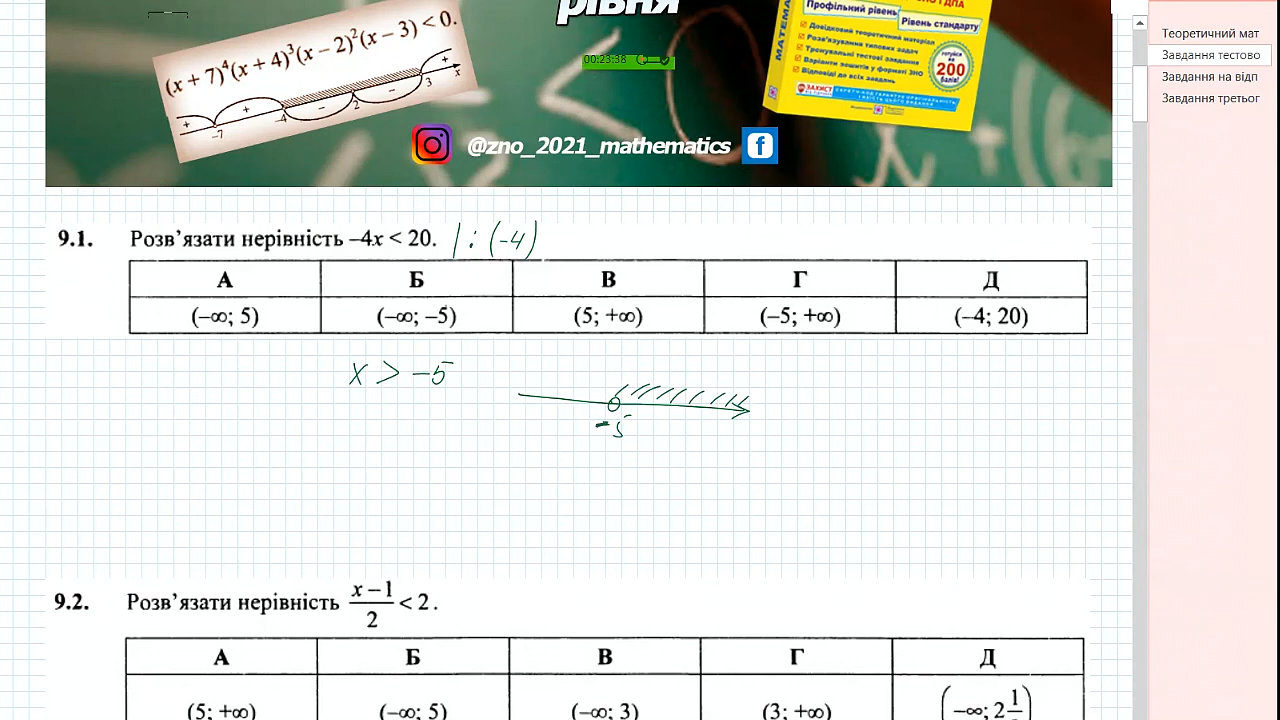 рівня
(x + 7)⁴(x + 4)³(x − 2)²(x − 3) < 0.
+ + − − +
−7 −4 2 3 x
МАТЕМА
Профільний рівень
Рівень стандарту
Довідковий теоретичний матеріал
Розв'язування типових задач
Тренувальні тестові завдання
Варіанти зошитів у форматі ЗНО
Відповіді до всіх завдань
200
балів!
ЗАХИСТ
00:23:38
@zno_2021_mathematics
Теоретичний мат
Завдання тестово
Завдання на відп
Завдання третьог
9.1. Розв'язати нерівність –4x < 20. | : (-4)
А Б В Г Д
(–∞; 5) (–∞; –5) (5; +∞) (–5; +∞) (–4; 20)
x > -5
-5
9.2. Розв'язати нерівність (x – 1)/2 < 2.
А Б В Г Д
(5; +∞) (–∞; 5) (–∞; 3) (3; +∞)